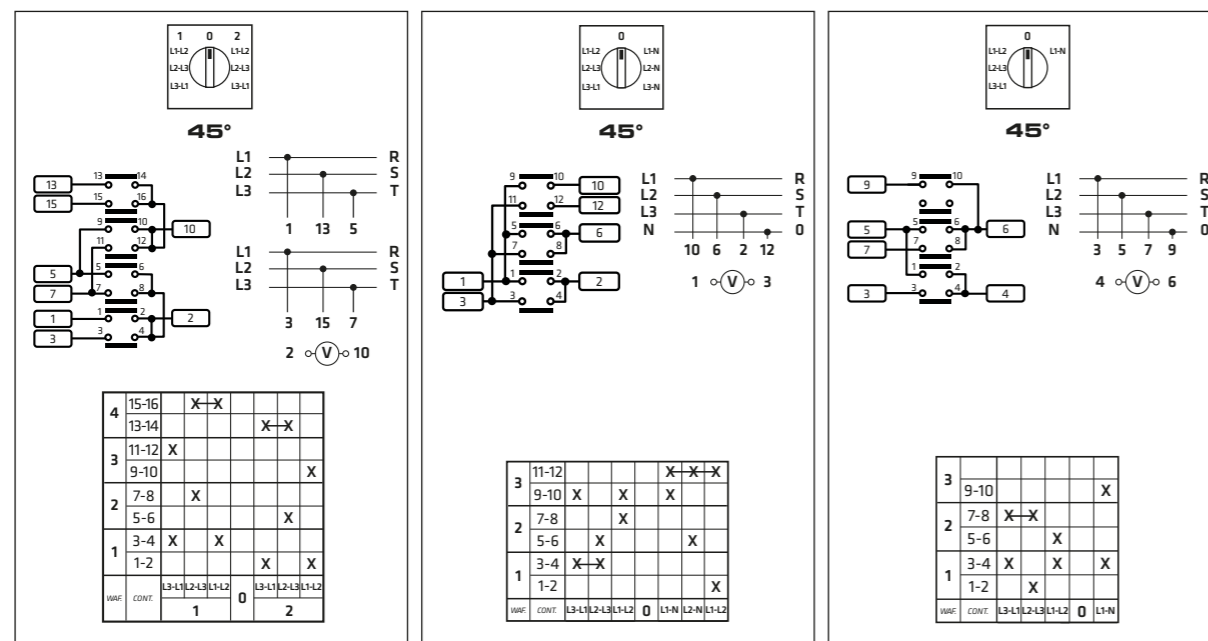 1 0 2
L1-L2 L1-L2
L2-L3 L2-L3
L3-L1 L3-L1
45°
L1 R
L2 S
L3 T
1 13 5
L1 R
L2 S
L3 T
3 15 7
2 V 10
13 13 14
15 15 16
9 10 10
11 12
5 5 6
7 7 8
1 1 2 2
3 3 4
4 15-16 X X
13-14 X X
3 11-12 X
9-10 X
2 7-8 X
5-6 X
1 3-4 X X
1-2 X X
WAF. CONT. L3-L1 L2-L3 L1-L2 0 L3-L1 L2-L3 L1-L2
1 2
0
L1-L2 L1-N
L2-L3 L2-N
L3-L1 L3-N
45°
9 10 10
11 12 12
5 6 6
7 8
1 1 2 2
3 3 4
L1 R
L2 S
L3 T
N 0
10 6 2 12
1 V 3
3 11-12 X X X
9-10 X X X
2 7-8 X
5-6 X X
1 3-4 X X
1-2 X
WAF. CONT. L3-L1 L2-L3 L1-L2 0 L1-N L2-N L1-L2
0
L1-L2 L1-N
L2-L3
L3-L1
45°
9 9 10
5 5 6 6
7 7 8
1 2
3 3 4 4
L1 R
L2 S
L3 T
N 0
3 5 7 9
4 V 6
3
9-10 X
2 7-8 X X
5-6 X
1 3-4 X X X
1-2 X
WAF. CONT. L3-L1 L2-L3 L1-L2 0 L1-N